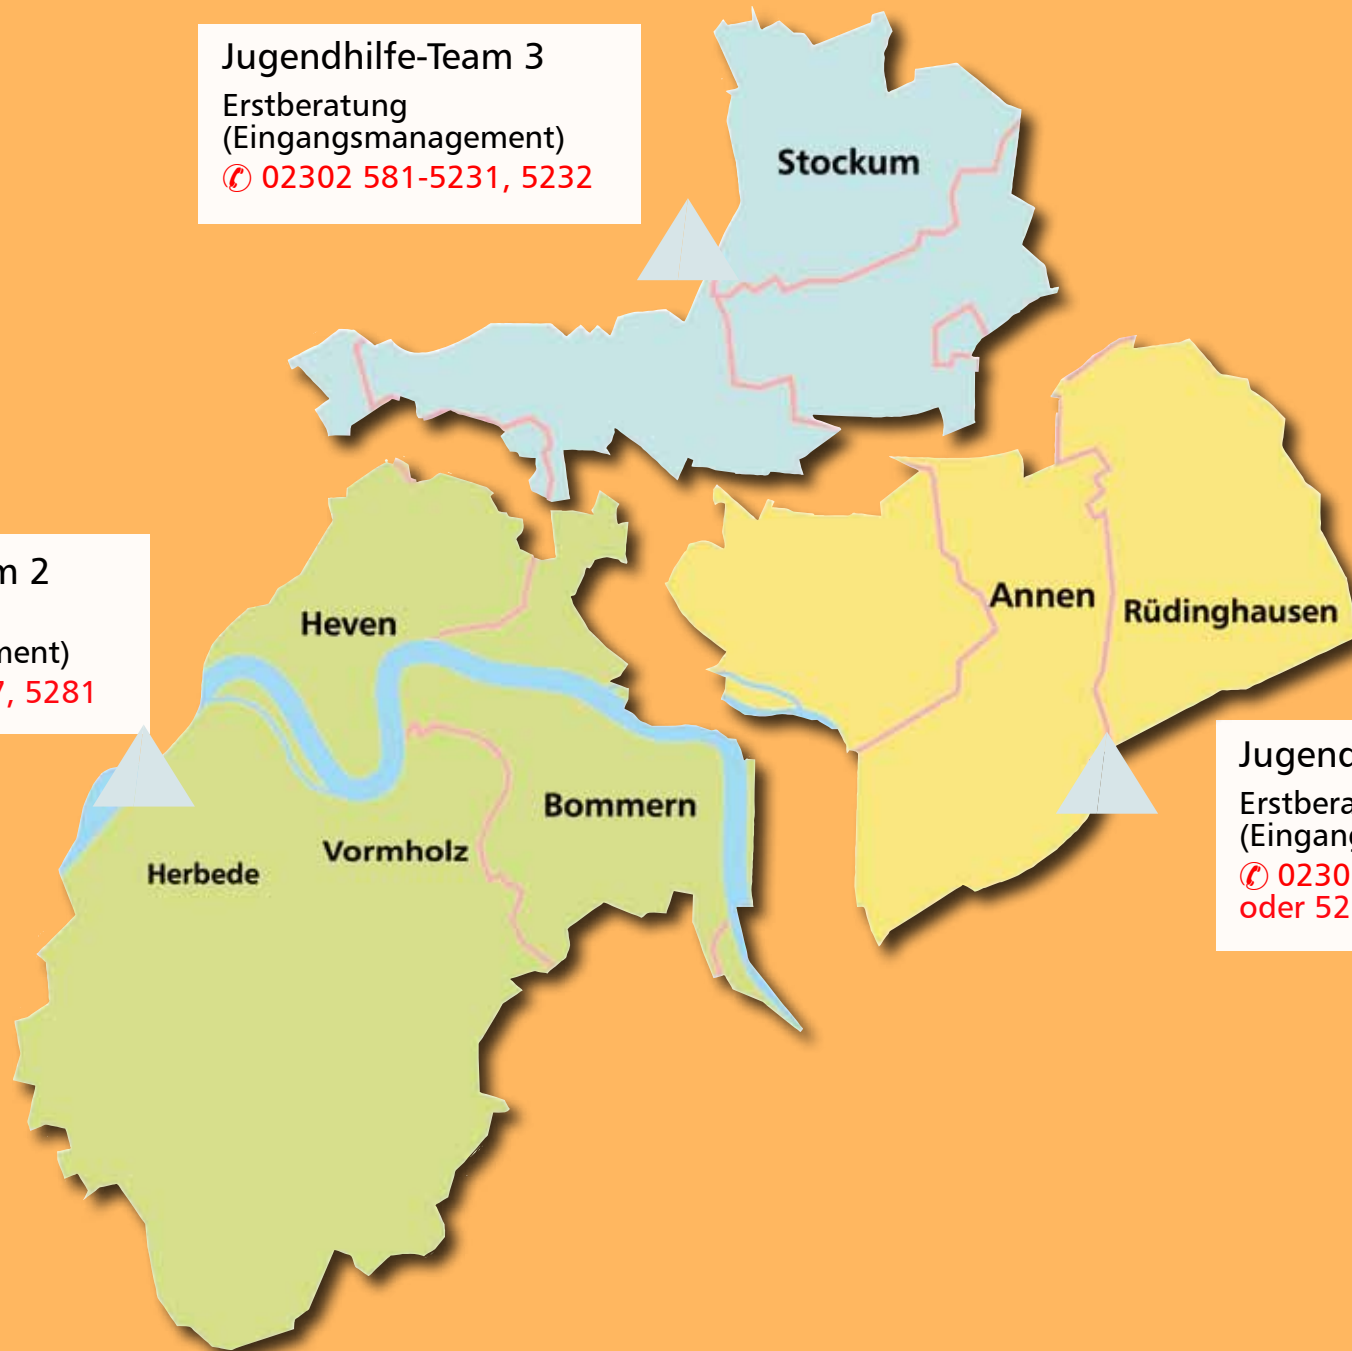 Jugendhilfe-Team 3
Erstberatung
(Eingangsmanagement)
✆ 02302 581-5231, 5232
Stockum
m 2
ment)
7, 5281
Heven
Annen
Rüdinghausen
Bommern
Vormholz
Herbede
Jugend
Erstbera
(Eingang
✆ 0230
oder 52